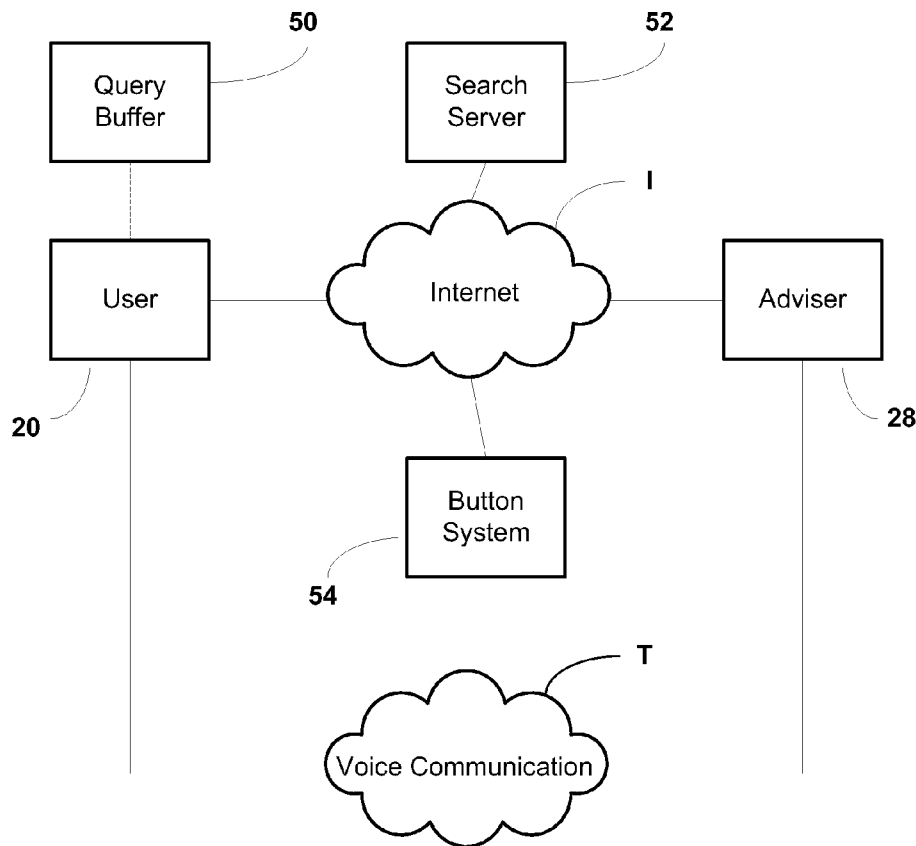 50
52
Query
Buffer
Search
Server
I
User
Internet
Adviser
20
28
Button
System
54
T
Voice Communication